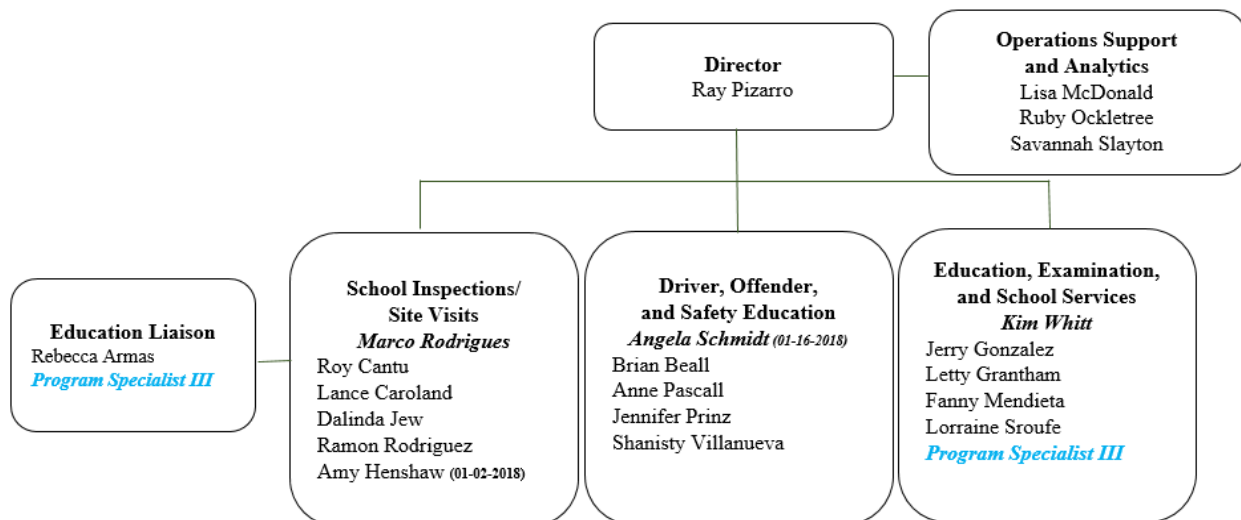 Director
Ray Pizarro
Operations Support
and Analytics
Lisa McDonald
Ruby Ockletree
Savannah Slayton
Education Liaison
Rebecca Armas
Program Specialist III
School Inspections/
Site Visits
Marco Rodrigues
Roy Cantu
Lance Caroland
Dalinda Jew
Ramon Rodriguez
Amy Henshaw (01-02-2018)
Driver, Offender,
and Safety Education
Angela Schmidt (01-16-2018)
Brian Beall
Anne Pascall
Jennifer Prinz
Shanisty Villanueva
Education, Examination,
and School Services
Kim Whitt
Jerry Gonzalez
Letty Grantham
Fanny Mendieta
Lorraine Sroufe
Program Specialist III